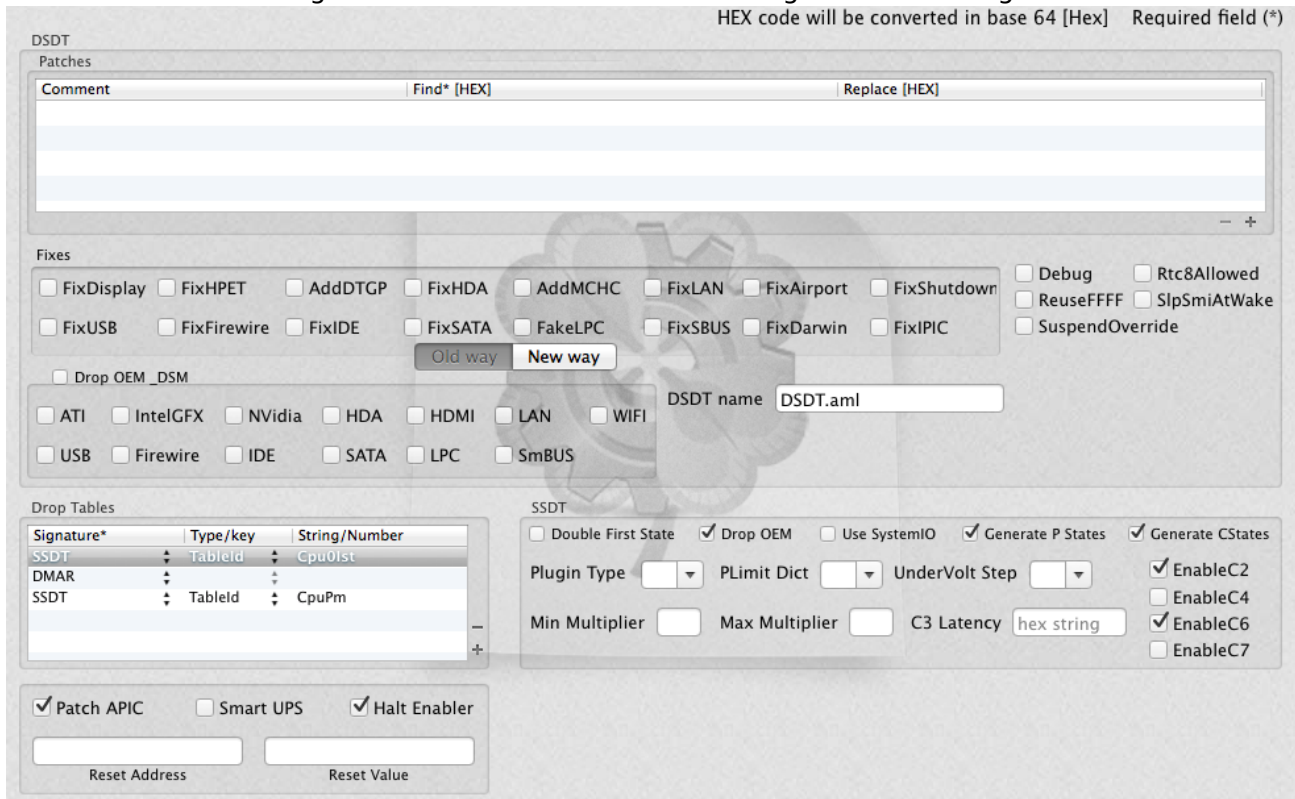 HEX code will be converted in base 64 [Hex] Required field (*)
DSDT
Patches
Comment Find* [HEX] Replace [HEX]
- +
Fixes
FixDisplay FixHPET AddDTGP FixHDA AddMCHC FixLAN FixAirport FixShutdown
FixUSB FixFirewire FixIDE FixSATA FakeLPC FixSBUS FixDarwin FixIPIC
Debug Rtc8Allowed
ReuseFFFF SlpSmiAtWake
SuspendOverride
Old way New way
Drop OEM _DSM
ATI IntelGFX NVidia HDA HDMI LAN WIFI
USB Firewire IDE SATA LPC SmBUS
DSDT name DSDT.aml
Drop Tables
Signature* Type/key String/Number
SSDT TableId Cpu0Ist
DMAR
SSDT TableId CpuPm
-
+
SSDT
Double First State Drop OEM Use SystemIO Generate P States Generate CStates
Plugin Type PLimit Dict UnderVolt Step
Min Multiplier Max Multiplier C3 Latency hex string
EnableC2
EnableC4
EnableC6
EnableC7
Patch APIC Smart UPS Halt Enabler
Reset Address Reset Value